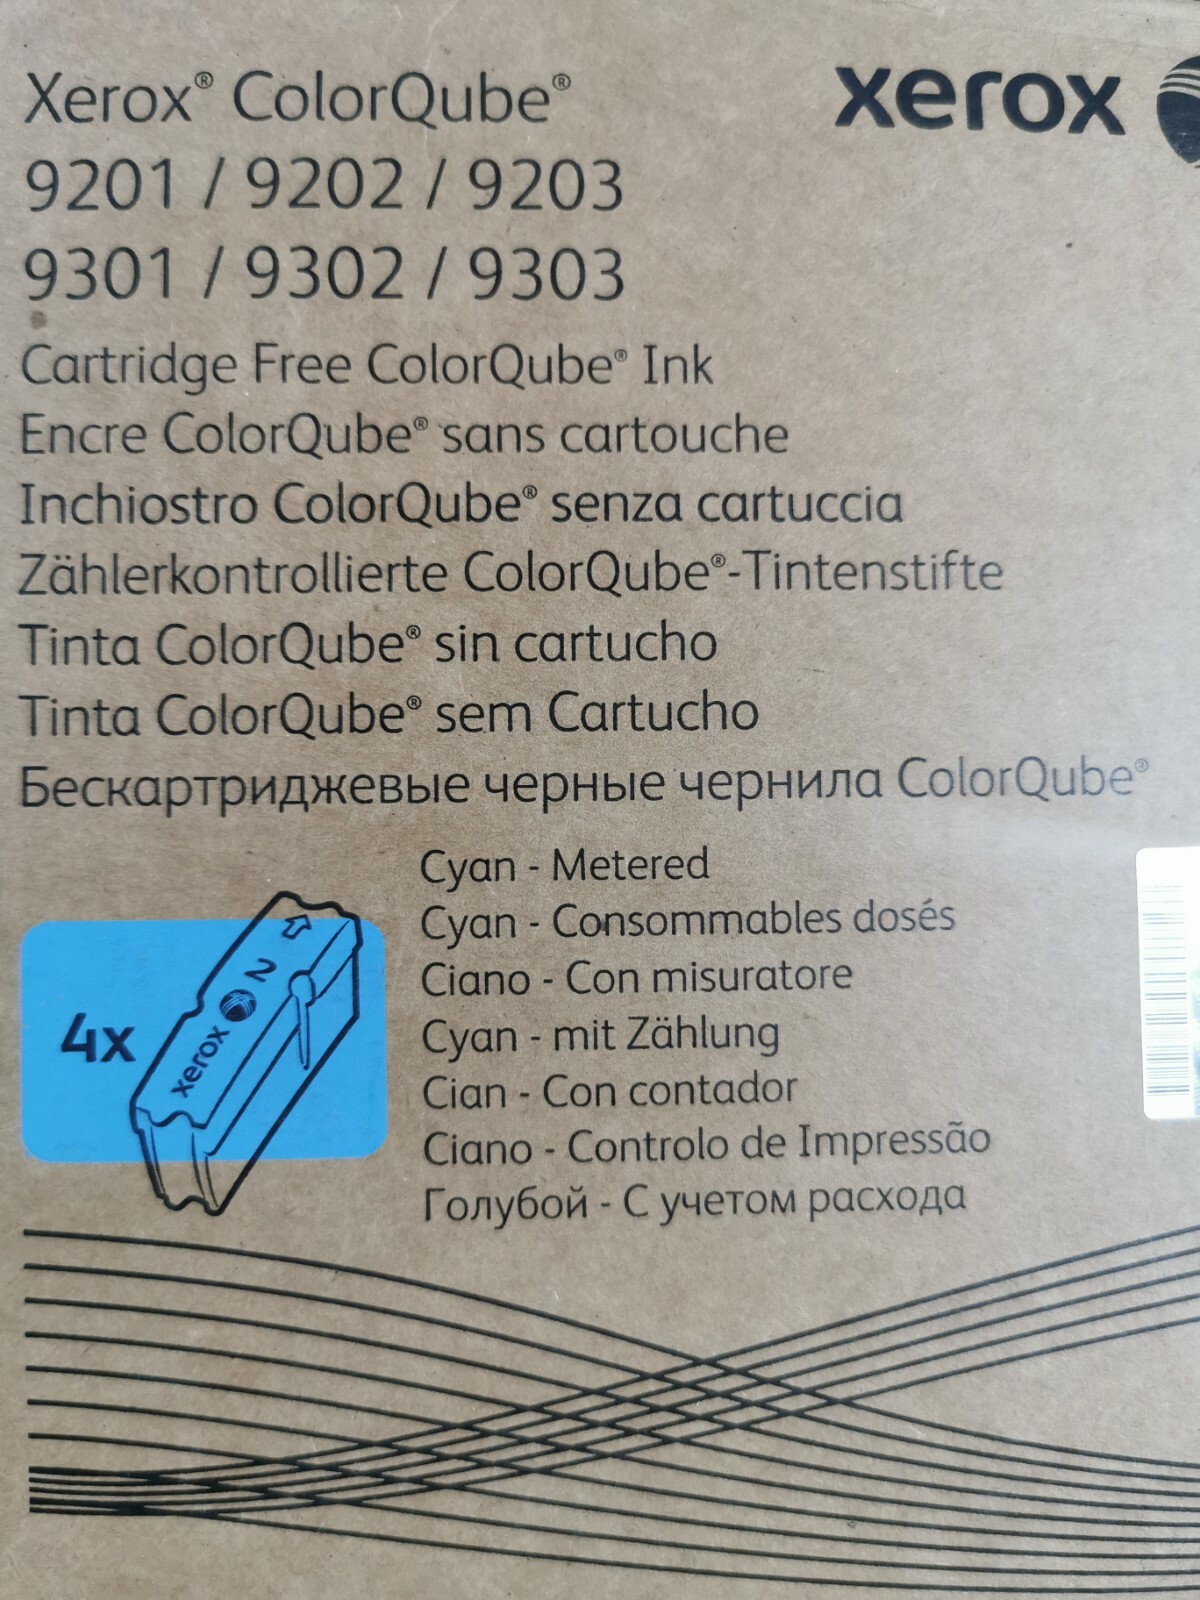 Xerox® ColorQube®
xerox
9201 / 9202 / 9203
9301 / 9302 / 9303
Cartridge Free ColorQube® Ink
Encre ColorQube® sans cartouche
Inchiostro ColorQube® senza cartuccia
Zählerkontrollierte ColorQube®-Tintenstifte
Tinta ColorQube® sin cartucho
Tinta ColorQube® sem Cartucho
Бескартриджевые черные чернила ColorQube®
4x
xerox 2
Cyan - Metered
Cyan - Consommables dosés
Ciano - Con misuratore
Cyan - mit Zählung
Cian - Con contador
Ciano - Controlo de Impressão
Голубой - С учетом расхода